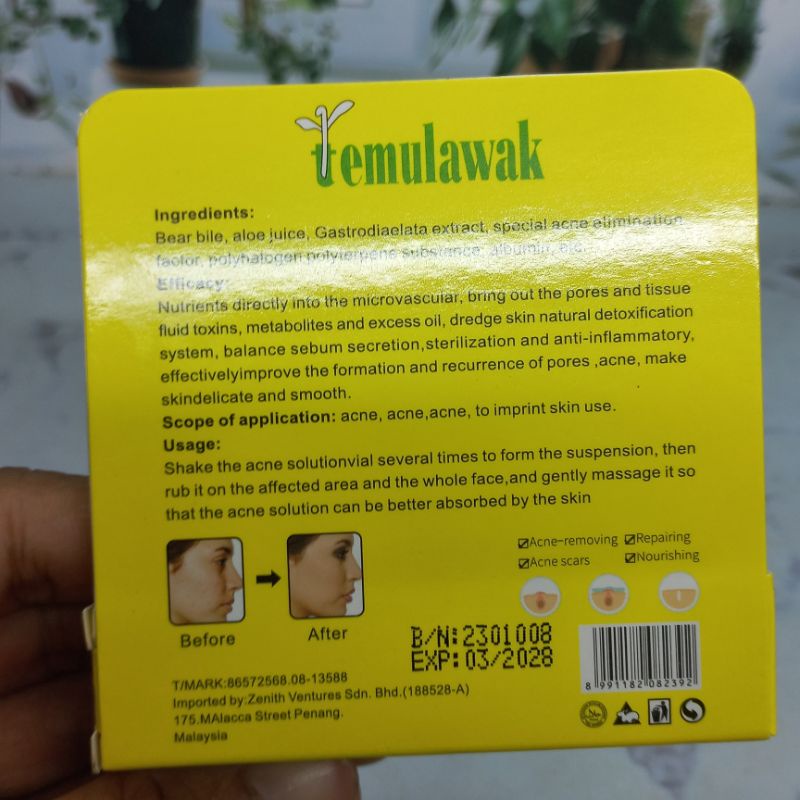 temulawak
Ingredients:
Bear bile, aloe juice, Gastrodiaelata extract, special acne elimination
factor, polyhalogen polyterpene substance, albumin, etc.
Efficacy:
Nutrients directly into the microvascular, bring out the pores and tissue
fluid toxins, metabolites and excess oil, dredge skin natural detoxification
system, balance sebum secretion,sterilization and anti-inflammatory,
effectivelyimprove the formation and recurrence of pores ,acne, make
skindelicate and smooth.
Scope of application: acne, acne,acne, to imprint skin use.
Usage:
Shake the acne solutionvial several times to form the suspension, then
rub it on the affected area and the whole face,and gently massage it so
that the acne solution can be better absorbed by the skin
☑Acne-removing ☑Repairing
☑Acne scars ☑Nourishing
Before After
B/N:2301008
EXP:03/2028
T/MARK:86572568.08-13588
Imported by:Zenith Ventures Sdn. Bhd.(188528-A)
175.MAlacca Street Penang.
Malaysia
8 991182 082392